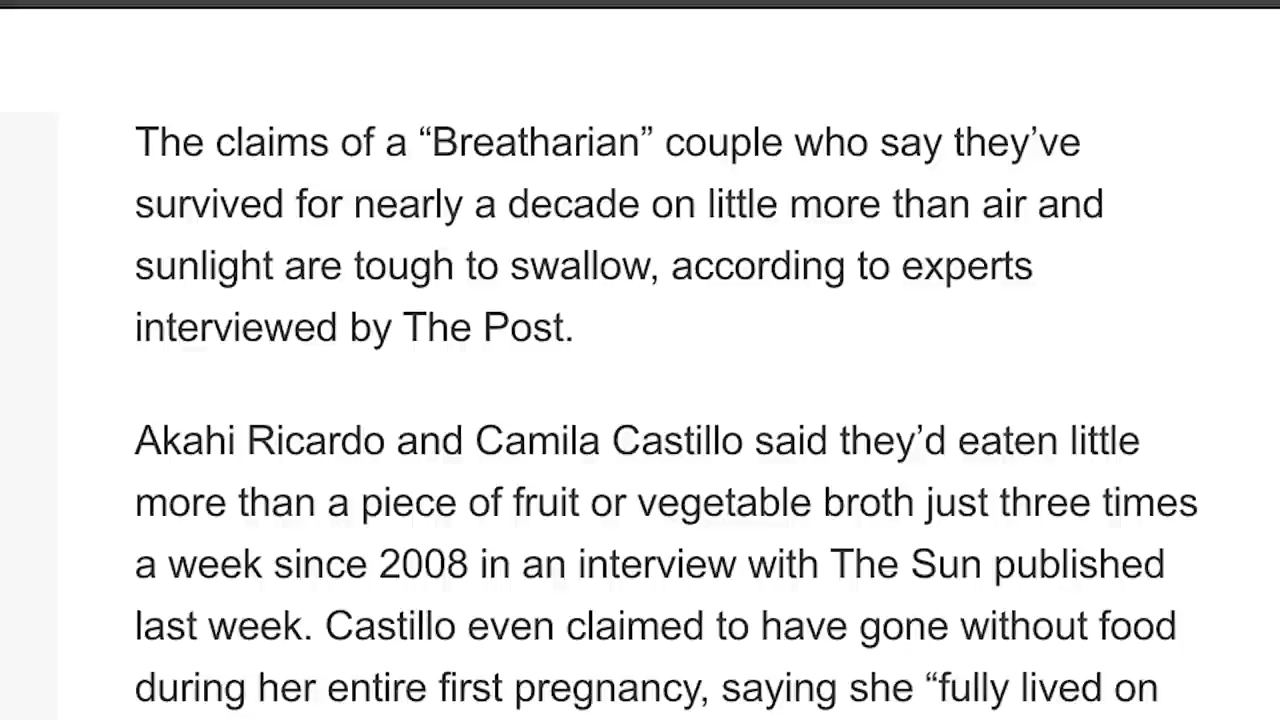 The claims of a “Breatharian” couple who say they’ve
survived for nearly a decade on little more than air and
sunlight are tough to swallow, according to experts
interviewed by The Post.
Akahi Ricardo and Camila Castillo said they’d eaten little
more than a piece of fruit or vegetable broth just three times
a week since 2008 in an interview with The Sun published
last week. Castillo even claimed to have gone without food
during her entire first pregnancy, saying she “fully lived on